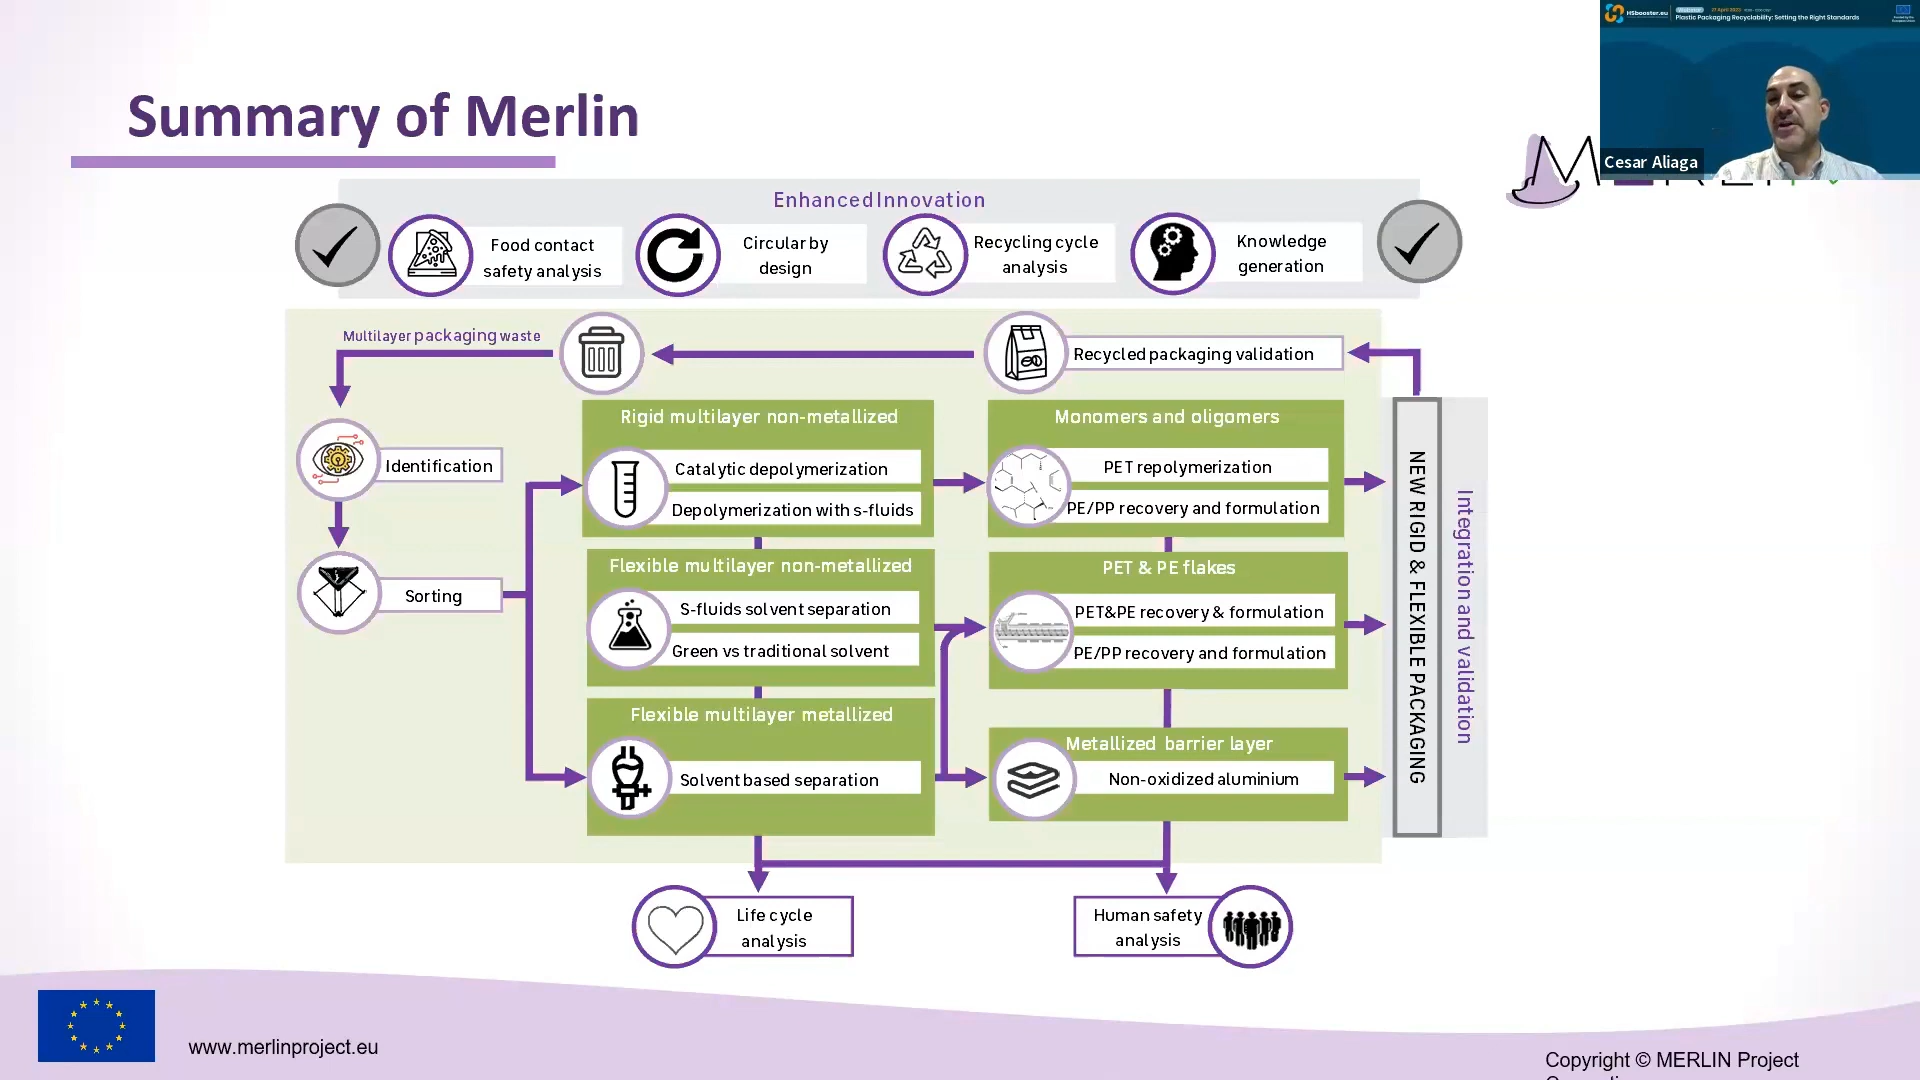 HSbooster.eu
Webinar 27 April 2023
Plastic Packaging Recyclability: Setting the Right Standards
Cesar Aliaga
Summary of Merlin
Enhanced Innovation
Food contact
safety analysis
Circular by
design
Recycling cycle
analysis
Knowledge
generation
Multilayer packaging waste
Recycled packaging validation
Identification
Sorting
Rigid multilayer non-metallized
Catalytic depolymerization
Depolymerization with s-fluids
Flexible multilayer non-metallized
S-fluids solvent separation
Green vs traditional solvent
Flexible multilayer metallized
Solvent based separation
Monomers and oligomers
PET repolymerization
PE/PP recovery and formulation
PET & PE flakes
PET&PE recovery & formulation
PE/PP recovery and formulation
Metallized barrier layer
Non-oxidized aluminium
NEW RIGID & FLEXIBLE PACKAGING
Integration and validation
Life cycle
analysis
Human safety
analysis
www.merlinproject.eu
Copyright © MERLIN Project